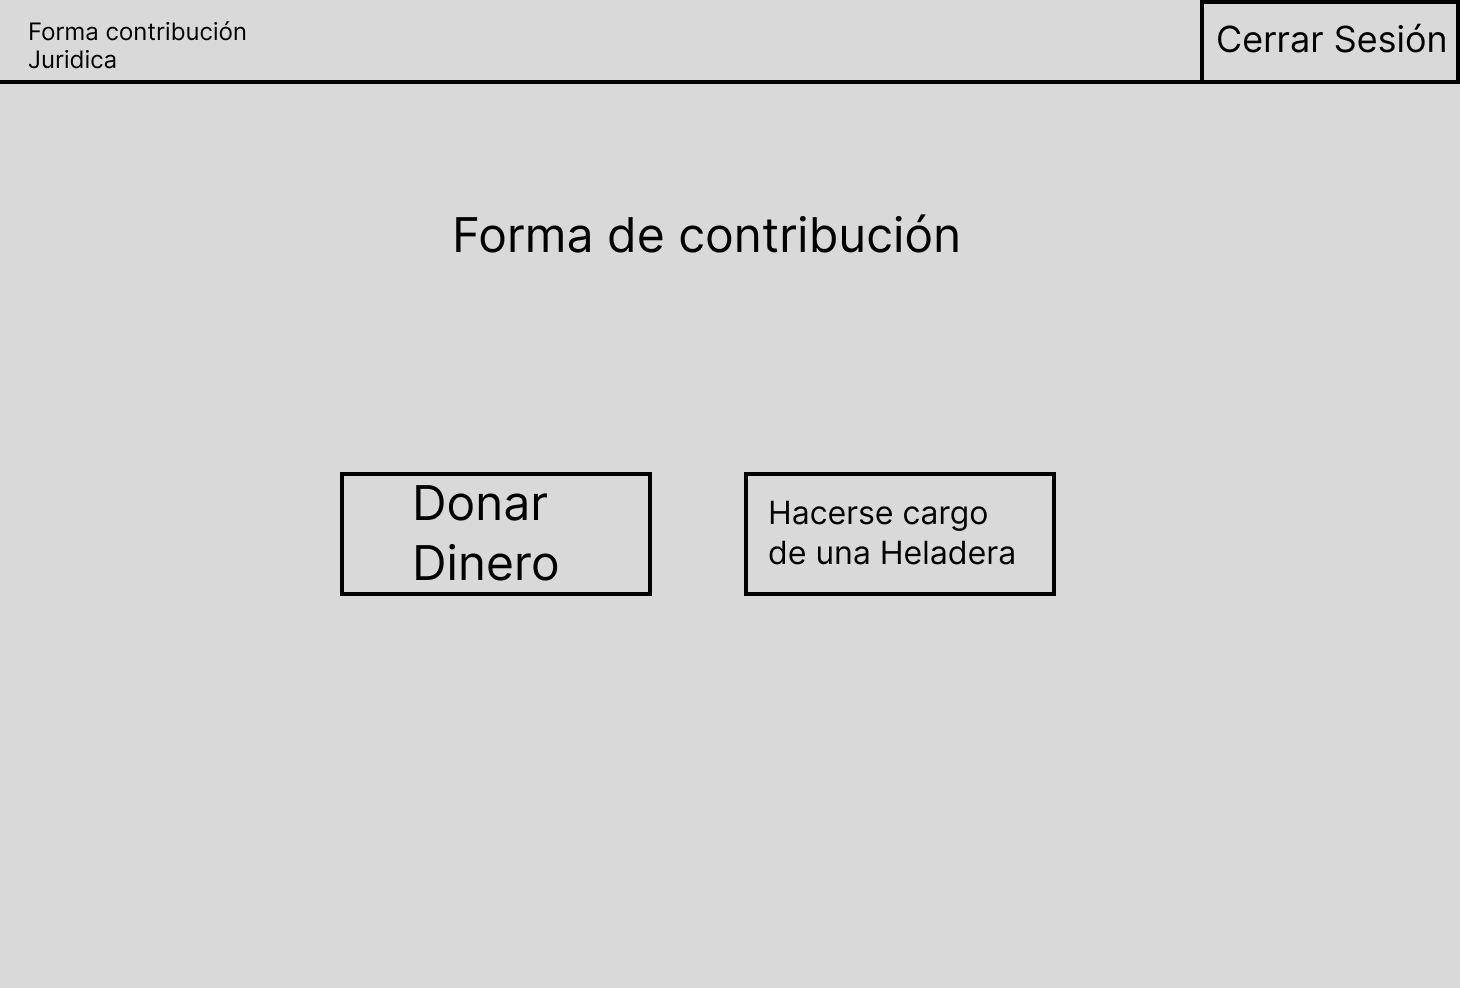 Forma contribución
Juridica
Cerrar Sesión
Forma de contribución
Donar
Dinero
Hacerse cargo
de una Heladera